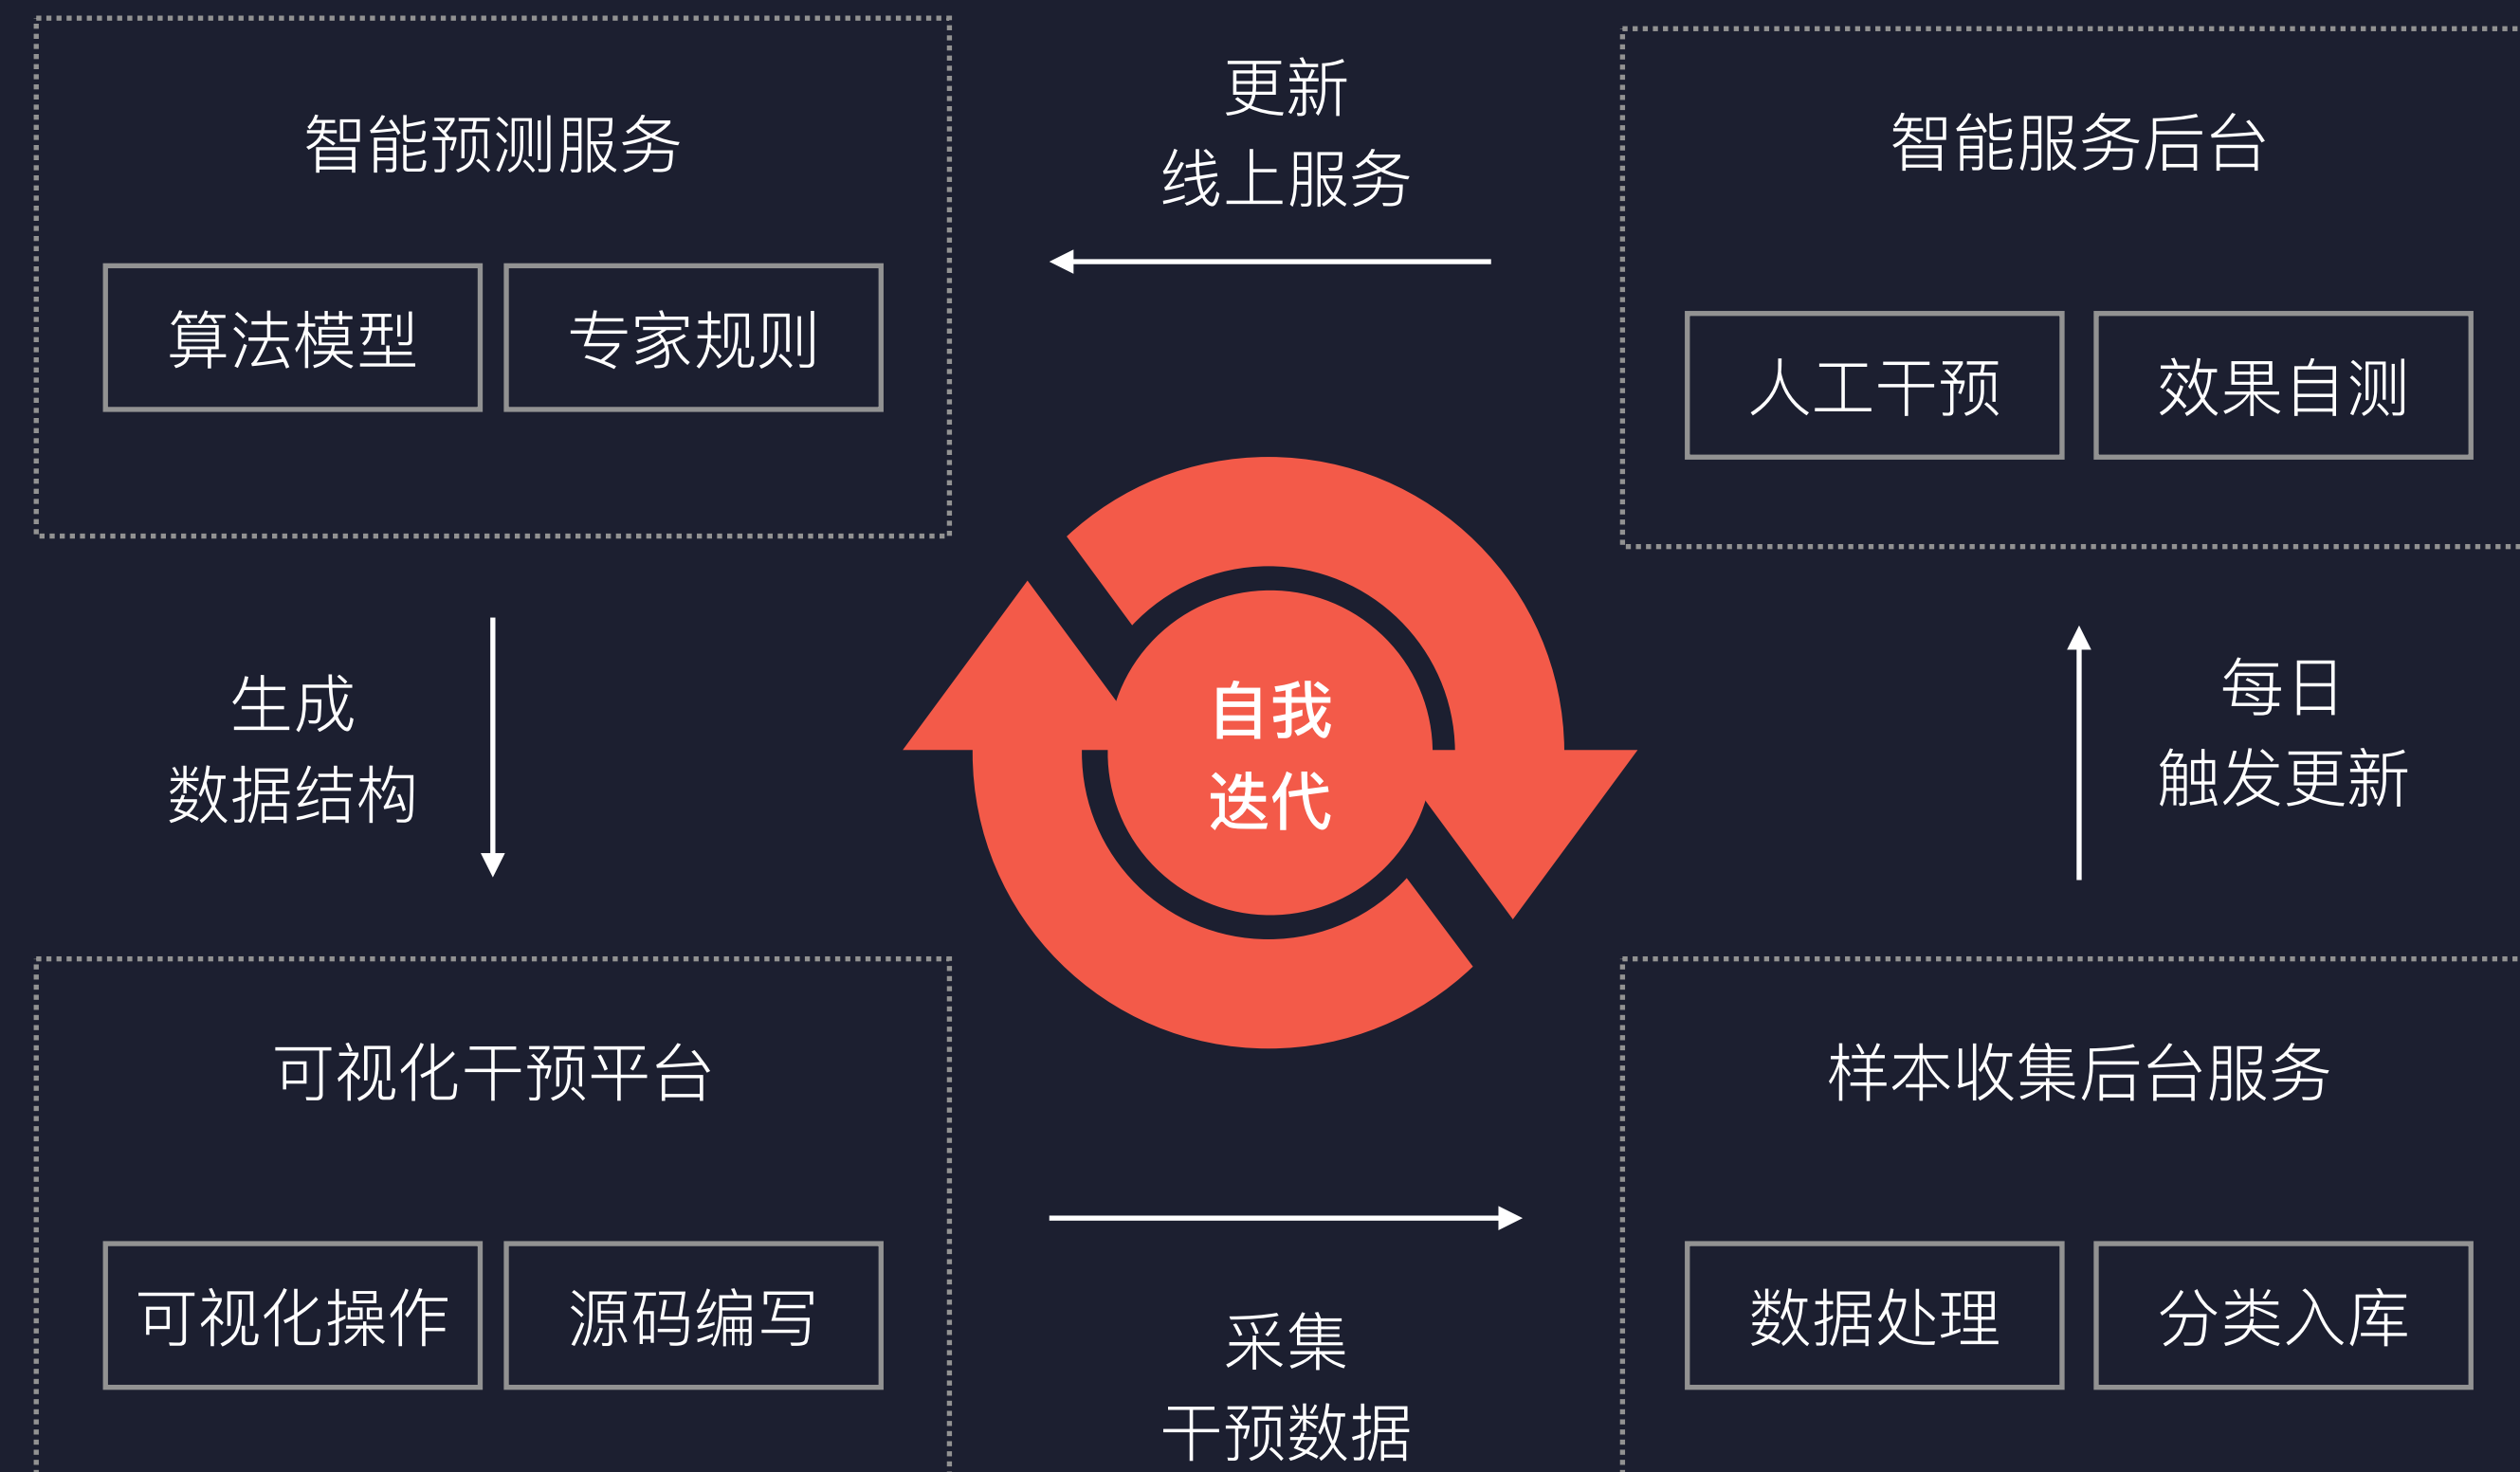 智能预测服务
算法模型
专家规则
更新
线上服务
智能服务后台
人工干预
效果自测
生成
数据结构
自我
迭代
每日
触发更新
可视化干预平台
可视化操作
源码编写
采集
干预数据
样本收集后台服务
数据处理
分类入库